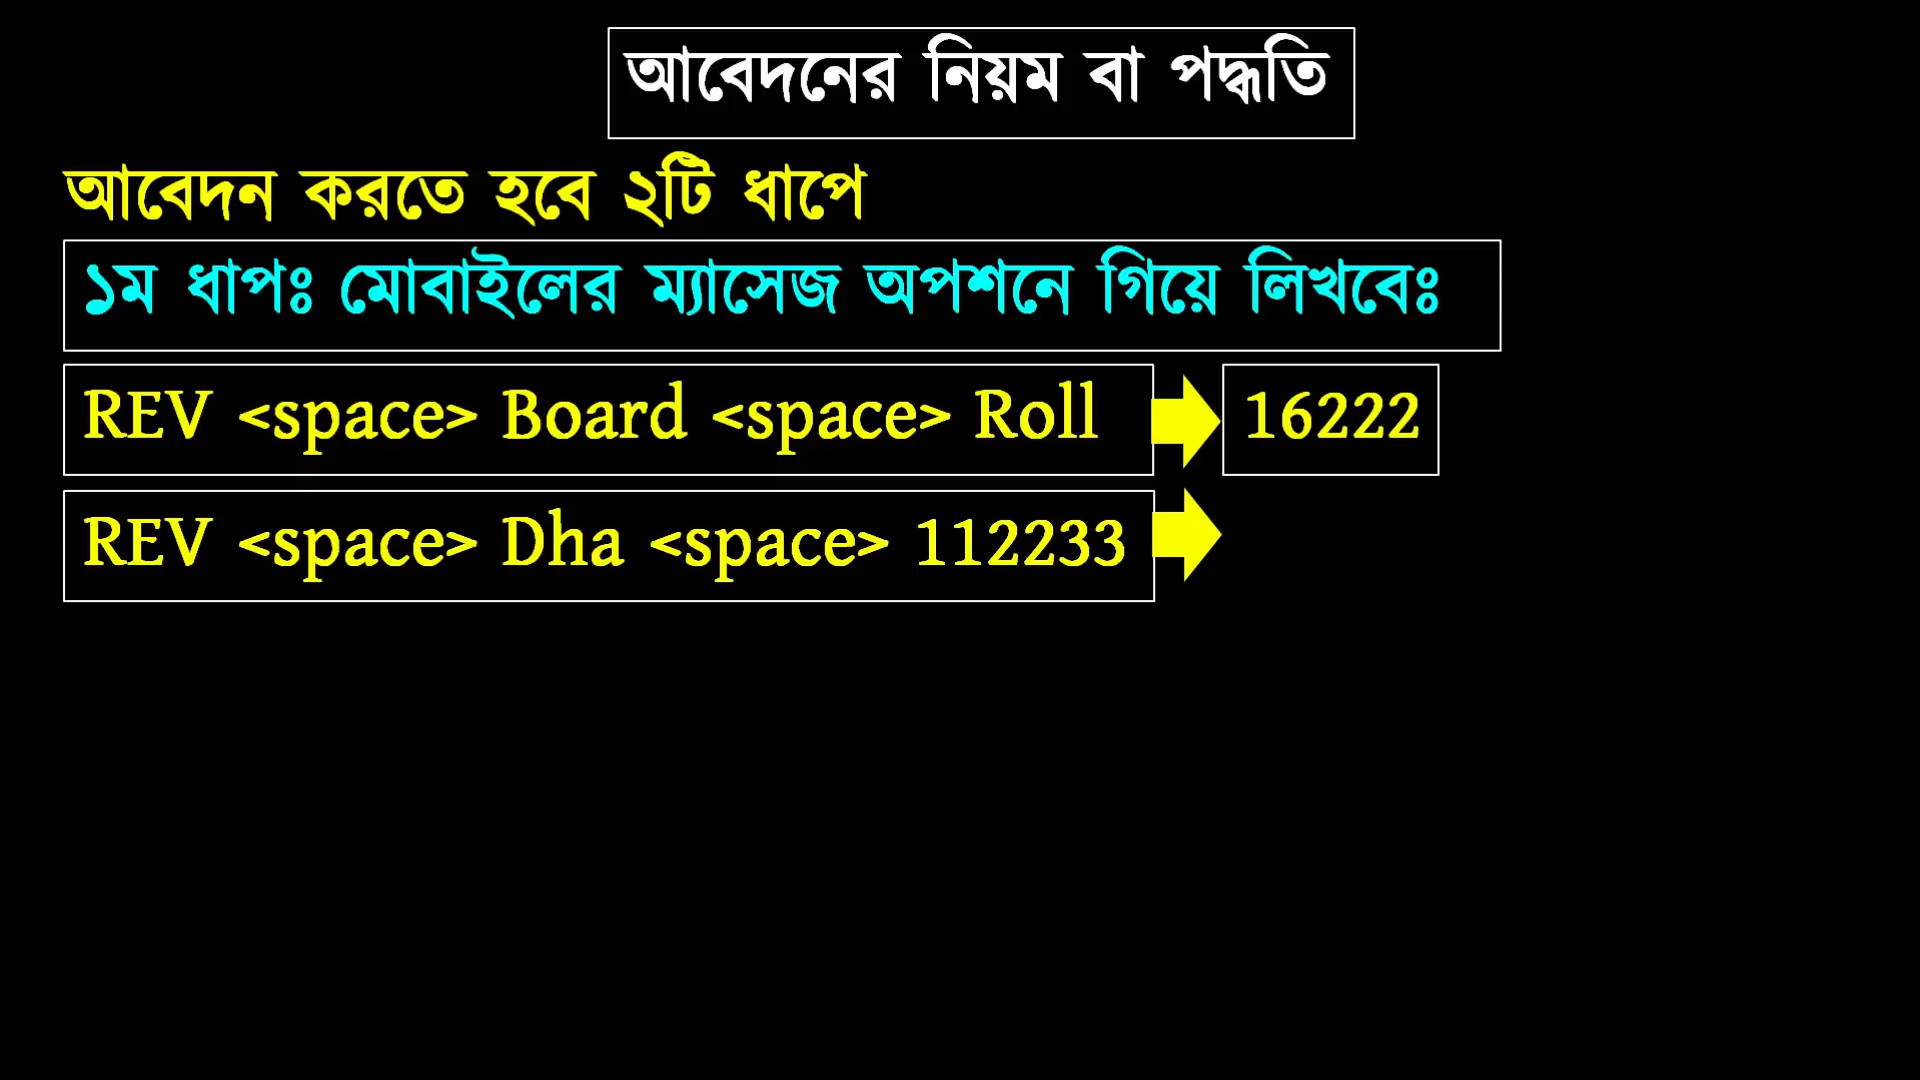 আবেদনের নিয়ম বা পদ্ধতি
আবেদন করতে হবে ২টি ধাপে
১ম ধাপঃ মোবাইলের ম্যাসেজ অপশনে গিয়ে লিখবেঃ
REV <space> Board <space> Roll 16222
REV <space> Dha <space> 112233